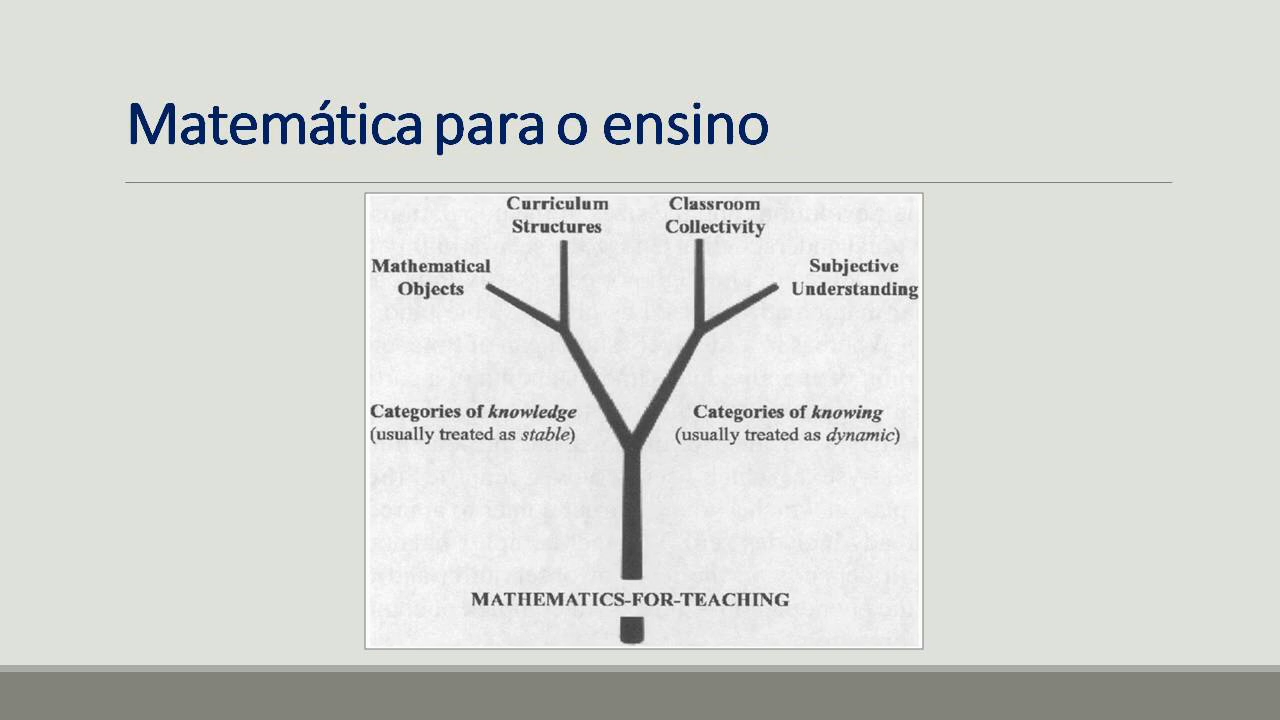 Matemática para o ensino
Curriculum
Structures
Classroom
Collectivity
Mathematical
Objects
Subjective
Understanding
Categories of knowledge
(usually treated as stable)
Categories of knowing
(usually treated as dynamic)
MATHEMATICS-FOR-TEACHING